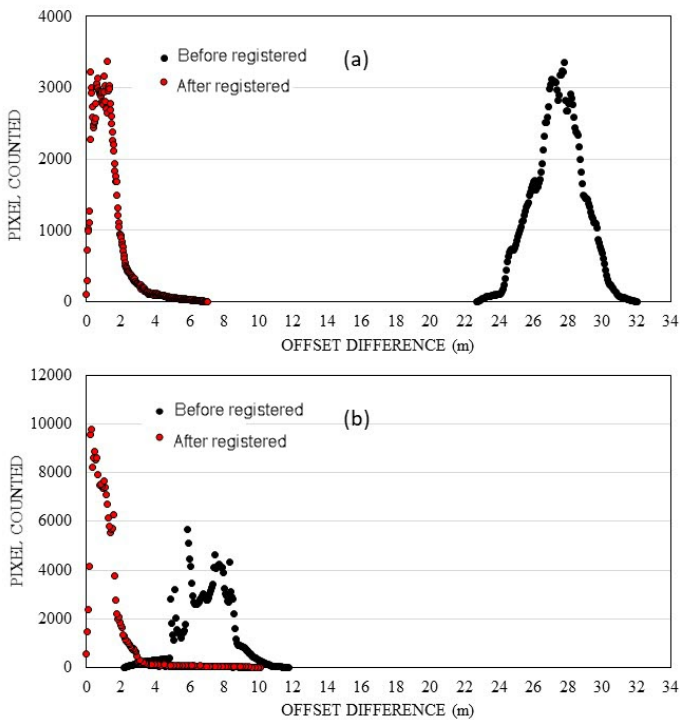 4000
(a)
Before registered
3000
After registered
PIXEL COUNTED
2000
1000
0
0 2 4 6 8 10 12 14 16 18 20 22 24 26 28 30 32 34
OFFSET DIFFERENCE (m)
12000
(b)
Before registered
10000
After registered
8000
PIXEL COUNTED
6000
4000
2000
0
0 2 4 6 8 10 12 14 16 18 20 22 24 26 28 30 32 34
OFFSET DIFFERENCE (m)